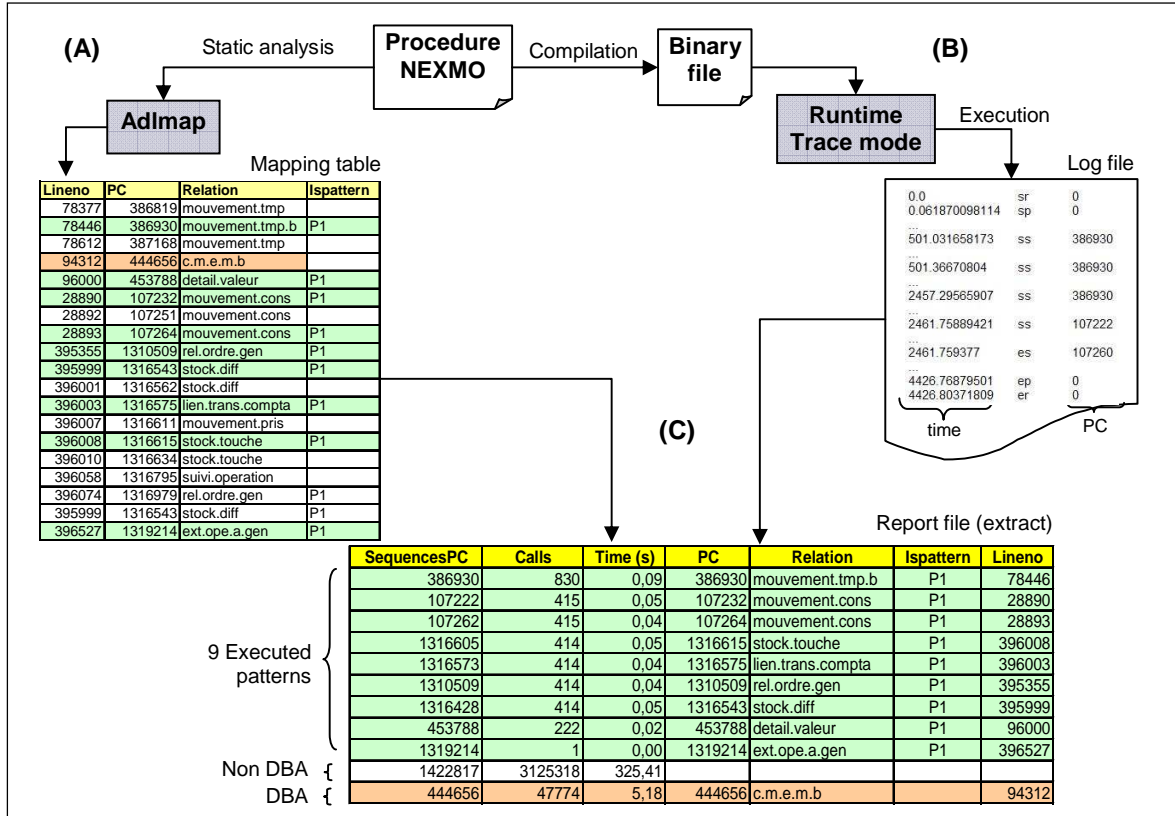 (A)
Static analysis
Procedure
NEXMO
Compilation
Binary
file
(B)
AdImap
Runtime
Trace mode
Execution
Mapping table
Lineno PC Relation Ispattern
78377 386819 mouvement.tmp
78446 386930 mouvement.tmp.b P1
78612 387168 mouvement.tmp
94312 444656 c.m.e.m.b
96000 453788 detail.valeur P1
28890 107232 mouvement.cons P1
28892 107251 mouvement.cons
28893 107264 mouvement.cons P1
395355 1310509 rel.ordre.gen P1
395999 1316543 stock.diff P1
396001 1316562 stock.diff
396003 1316575 lien.trans.compta P1
396007 1316611 mouvement.pris
396008 1316615 stock.touche P1
396010 1316634 stock.touche
396058 1316795 suivi.operation
396074 1316979 rel.ordre.gen P1
395999 1316543 stock.diff P1
396527 1319214 ext.ope.a.gen P1
Log file
0.0 sr 0
0.061870098114 sp 0
...
501.031658173 ss 386930
...
501.36670804 ss 386930
...
2457.29565907 ss 386930
...
2461.75889421 ss 107222
...
2461.759377 es 107260
...
4426.76879501 ep 0
4426.80371809 er 0
time PC
(C)
Report file (extract)
SequencesPC Calls Time (s) PC Relation Ispattern Lineno
386930 830 0,09 386930 mouvement.tmp.b P1 78446
107222 415 0,05 107232 mouvement.cons P1 28890
107262 415 0,04 107264 mouvement.cons P1 28893
1316605 414 0,05 1316615 stock.touche P1 396008
1316573 414 0,04 1316575 lien.trans.compta P1 396003
1310509 414 0,04 1310509 rel.ordre.gen P1 395355
1316428 414 0,05 1316543 stock.diff P1 395999
453788 222 0,02 453788 detail.valeur P1 96000
1319214 1 0,00 1319214 ext.ope.a.gen P1 396527
1422817 3125318 325,41
444656 47774 5,18 444656 c.m.e.m.b 94312
9 Executed
patterns
Non DBA
DBA